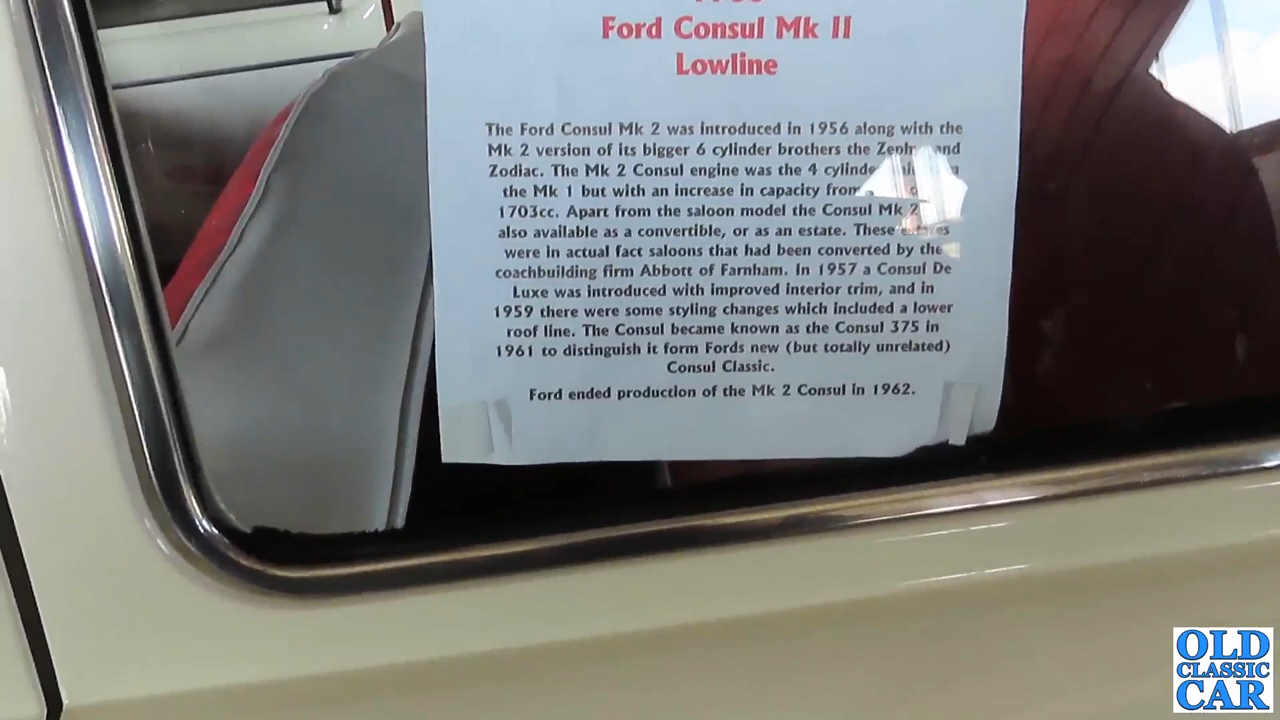 Ford Consul Mk II
Lowline
The Ford Consul Mk 2 was introduced in 1956 along with the
Mk 2 version of its bigger 6 cylinder brothers the Zephyr and
Zodiac. The Mk 2 Consul engine was the 4 cylinder
the Mk 1 but with an increase in capacity from
1703cc. Apart from the saloon model the Consul Mk 2
also available as a convertible, or as an estate. These
were in actual fact saloons that had been converted by the
coachbuilding firm Abbott of Farnham. In 1957 a Consul De
Luxe was introduced with improved interior trim, and in
1959 there were some styling changes which included a lower
roof line. The Consul became known as the Consul 375 in
1961 to distinguish it form Fords new (but totally unrelated)
Consul Classic.
Ford ended production of the Mk 2 Consul in 1962.
OLD
CLASSIC
CAR